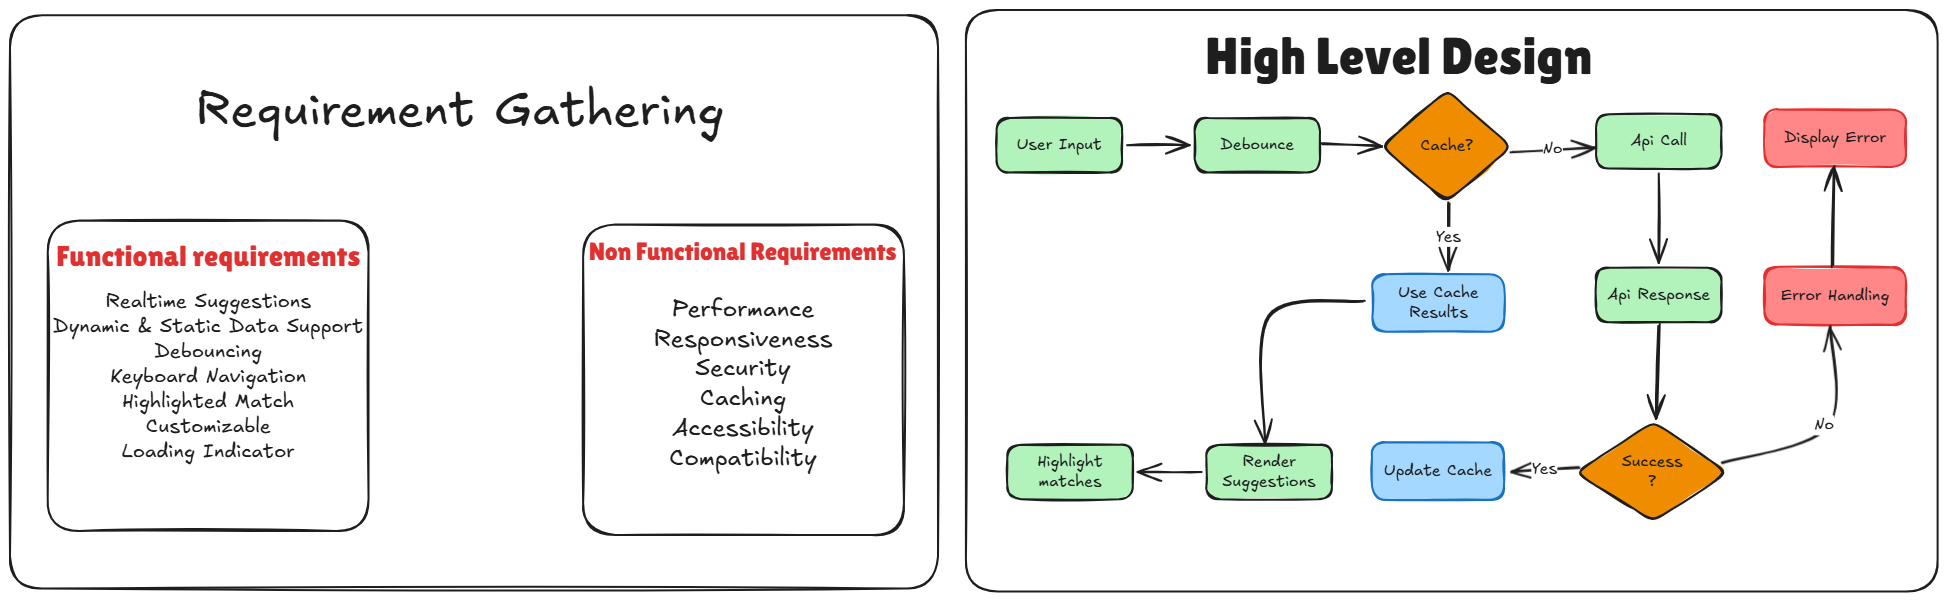 Requirement Gathering
Functional requirements
Realtime Suggestions
Dynamic & Static Data Support
Debouncing
Keyboard Navigation
Highlighted Match
Customizable
Loading Indicator
Non Functional Requirements
Performance
Responsiveness
Security
Caching
Accessibility
Compatibility
High Level Design
User Input
Debounce
Cache?
No
Api Call
Display Error
Yes
Use Cache
Results
Api Response
Error Handling
No
Highlight
matches
Render
Suggestions
Update Cache
Yes
Success
?